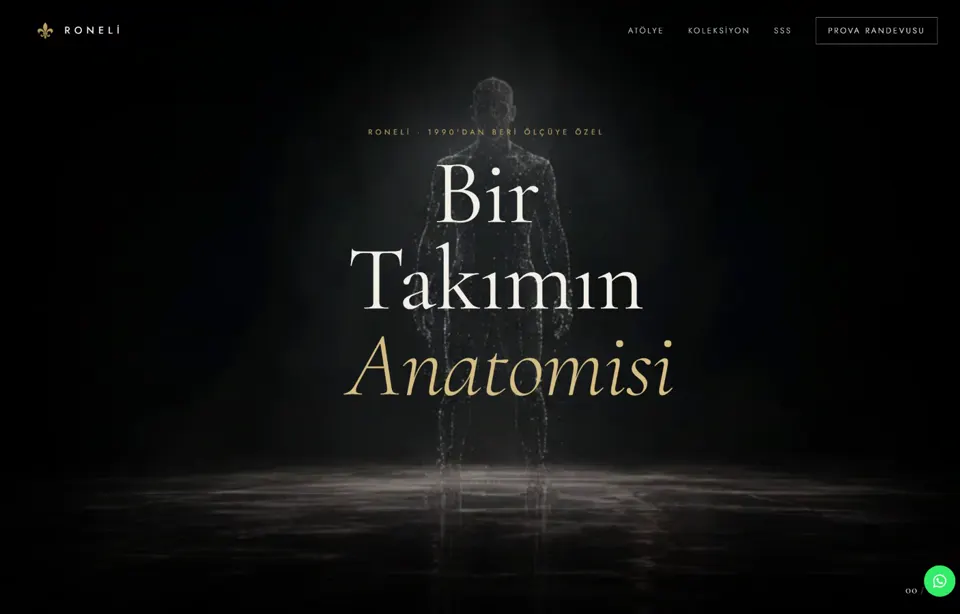 RONELİ
ATÖLYE
KOLEKSİYON
SSS
PROVA RANDEVUSU
RONELİ · 1990'DAN BERİ ÖLÇÜYE ÖZEL
Bir
Takımın
Anatomisi
00 /